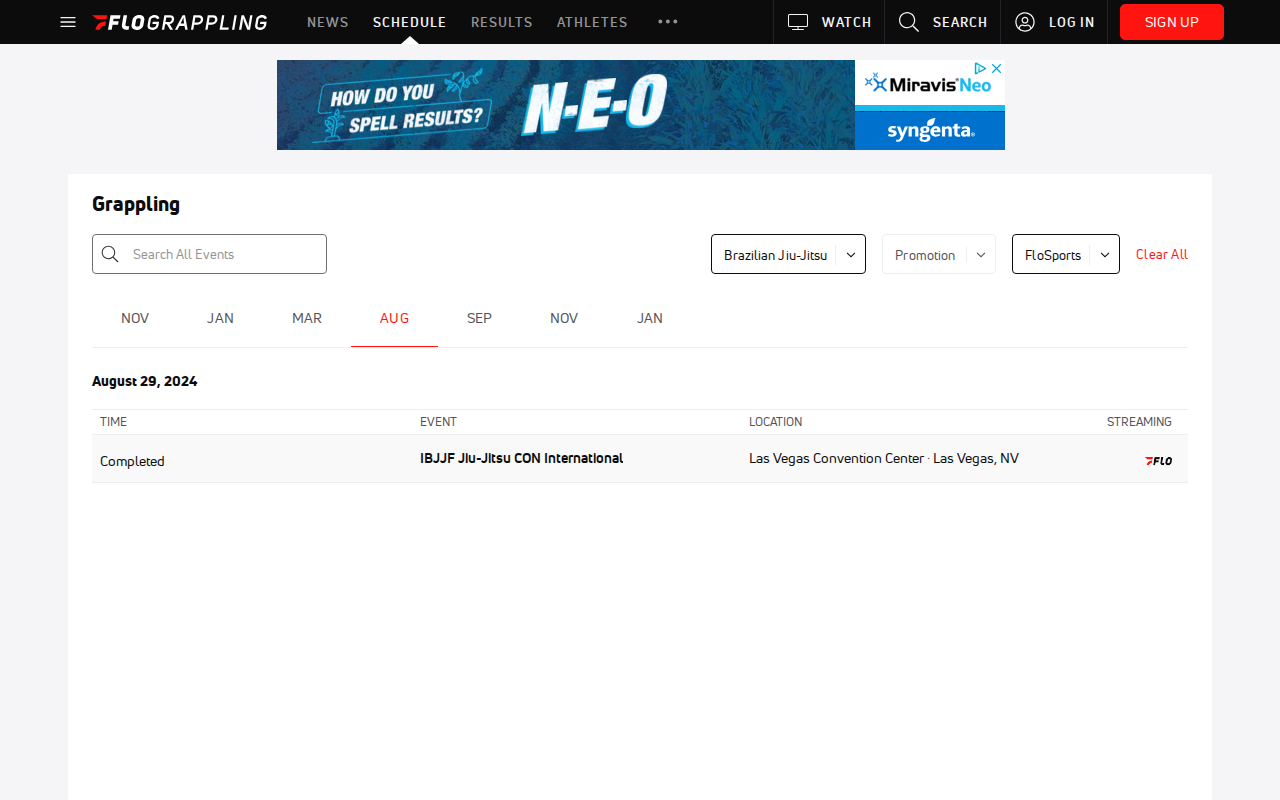 FLOGRAPPLING NEWS SCHEDULE RESULTS ATHLETES WATCH SEARCH LOG IN SIGN UP
HOW DO YOU
SPELL RESULTS?
N-E-O
Miravis® Neo
syngenta®
Grappling
Search All Events
Brazilian Jiu-Jitsu
Promotion
FloSports
Clear All
NOV JAN MAR AUG SEP NOV JAN
August 29, 2024
TIME EVENT LOCATION STREAMING
Completed IBJJF Jiu-Jitsu CON International Las Vegas Convention Center · Las Vegas, NV FLO